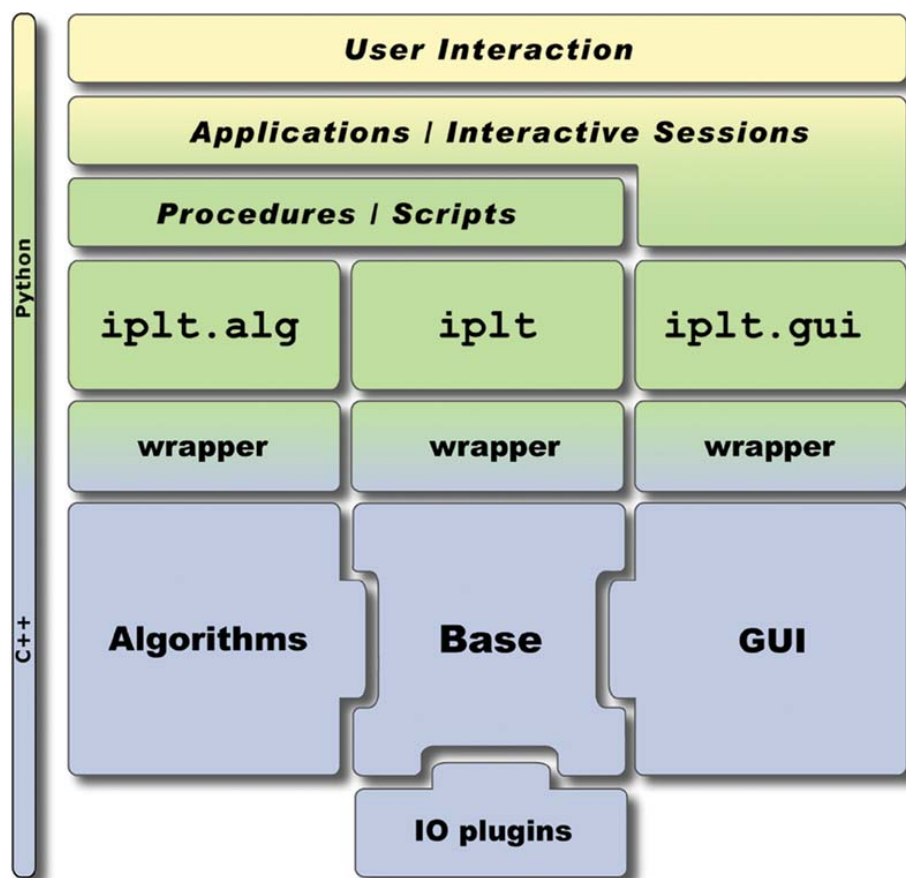 User Interaction
Applications / Interactive Sessions
Procedures / Scripts
Python
iplt.alg
iplt
iplt.gui
wrapper
wrapper
wrapper
C++
Algorithms
Base
GUI
IO plugins